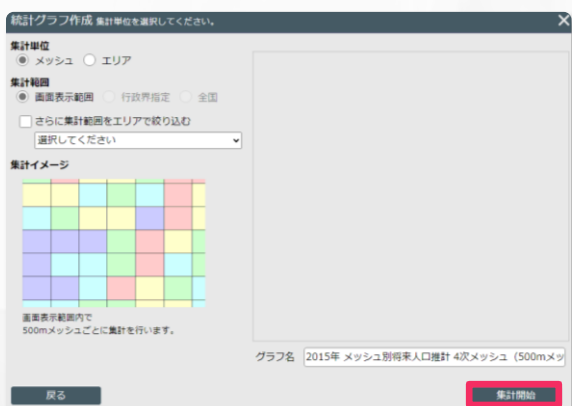 統計グラフ作成 集計単位を選択してください。
集計単位
メッシュ エリア
集計範囲
画面表示範囲 行政界指定 全国
さらに集計範囲をエリアで絞り込む
選択してください
集計イメージ
画面表示範囲内で
500mメッシュごとに集計を行います。
グラフ名 2015年 メッシュ別将来人口推計 4次メッシュ（500mメッ
戻る 集計開始